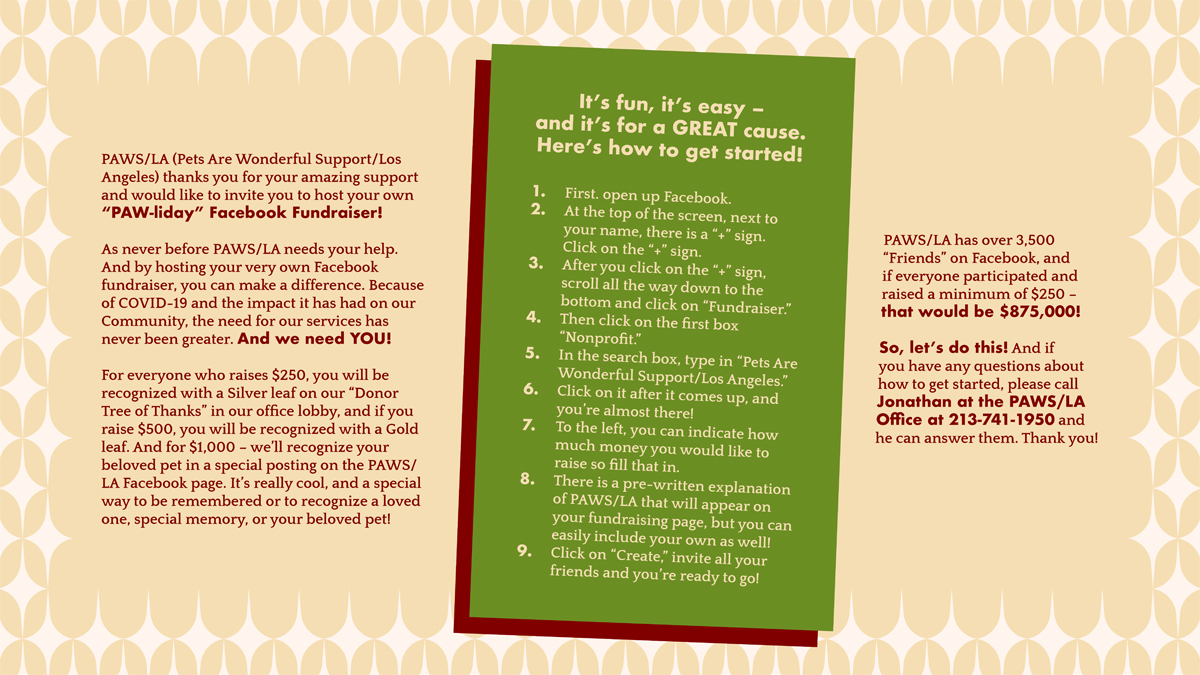 PAWS/LA (Pets Are Wonderful Support/Los
Angeles) thanks you for your amazing support
and would like to invite you to host your own
“PAW-liday” Facebook Fundraiser!
As never before PAWS/LA needs your help.
And by hosting your very own Facebook
fundraiser, you can make a difference. Because
of COVID-19 and the impact it has had on our
Community, the need for our services has
never been greater. And we need YOU!
For everyone who raises $250, you will be
recognized with a Silver leaf on our “Donor
Tree of Thanks” in our office lobby, and if you
raise $500, you will be recognized with a Gold
leaf. And for $1,000 – we’ll recognize your
beloved pet in a special posting on the PAWS/
LA Facebook page. It’s really cool, and a special
way to be remembered or to recognize a loved
one, special memory, or your beloved pet!
It’s fun, it’s easy –
and it’s for a GREAT cause.
Here’s how to get started!
1. First. open up Facebook.
2. At the top of the screen, next to
your name, there is a “+” sign.
Click on the “+” sign.
3. After you click on the “+” sign,
scroll all the way down to the
bottom and click on “Fundraiser.”
4. Then click on the first box
“Nonprofit.”
5. In the search box, type in “Pets Are
Wonderful Support/Los Angeles.”
6. Click on it after it comes up, and
you’re almost there!
7. To the left, you can indicate how
much money you would like to
raise so fill that in.
8. There is a pre-written explanation
of PAWS/LA that will appear on
your fundraising page, but you can
easily include your own as well!
9. Click on “Create,” invite all your
friends and you’re ready to go!
PAWS/LA has over 3,500
“Friends” on Facebook, and
if everyone participated and
raised a minimum of $250 –
that would be $875,000!
So, let’s do this! And if
you have any questions about
how to get started, please call
Jonathan at the PAWS/LA
Office at 213-741-1950 and
he can answer them. Thank you!